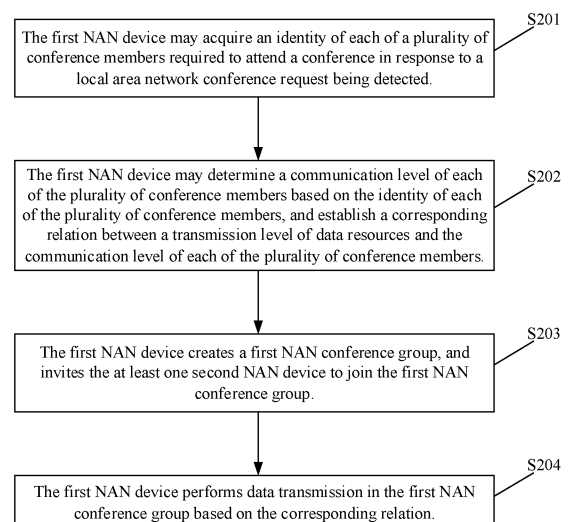 S201
The first NAN device may acquire an identity of each of a plurality of
conference members required to attend a conference in response to a
local area network conference request being detected.
S202
The first NAN device may determine a communication level of each
of the plurality of conference members based on the identity of each
of the plurality of conference members, and establish a corresponding
relation between a transmission level of data resources and the
communication level of each of the plurality of conference members.
S203
The first NAN device creates a first NAN conference group, and
invites the at least one second NAN device to join the first NAN
conference group.
S204
The first NAN device performs data transmission in the first NAN
conference group based on the corresponding relation.